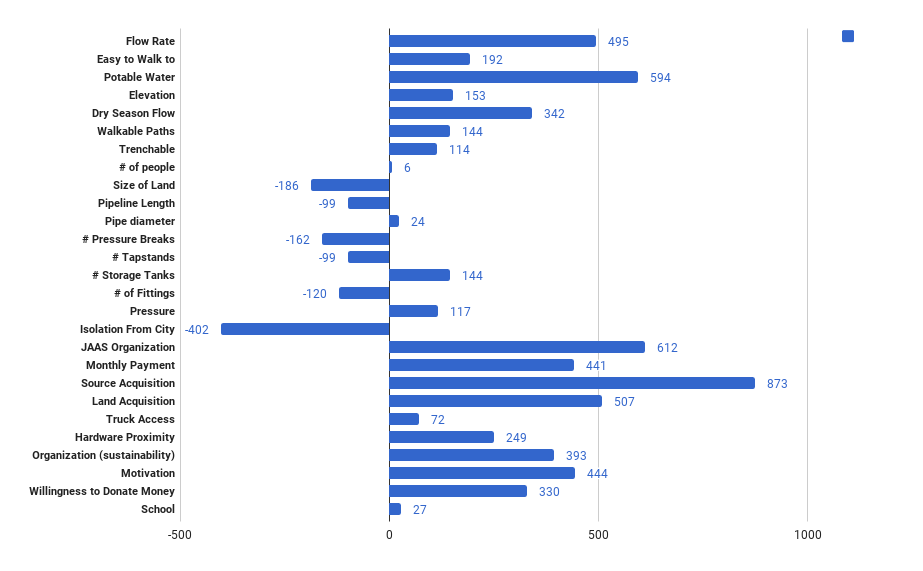 Flow Rate 495
Easy to Walk to 192
Potable Water 594
Elevation 153
Dry Season Flow 342
Walkable Paths 144
Trenchable 114
# of people 6
Size of Land -186
Pipeline Length -99
Pipe diameter 24
# Pressure Breaks -162
# Tapstands -99
# Storage Tanks 144
# of Fittings -120
Pressure 117
Isolation From City -402
JAAS Organization 612
Monthly Payment 441
Source Acquisition 873
Land Acquisition 507
Truck Access 72
Hardware Proximity 249
Organization (sustainability) 393
Motivation 444
Willingness to Donate Money 330
School 27
-500 0 500 1000